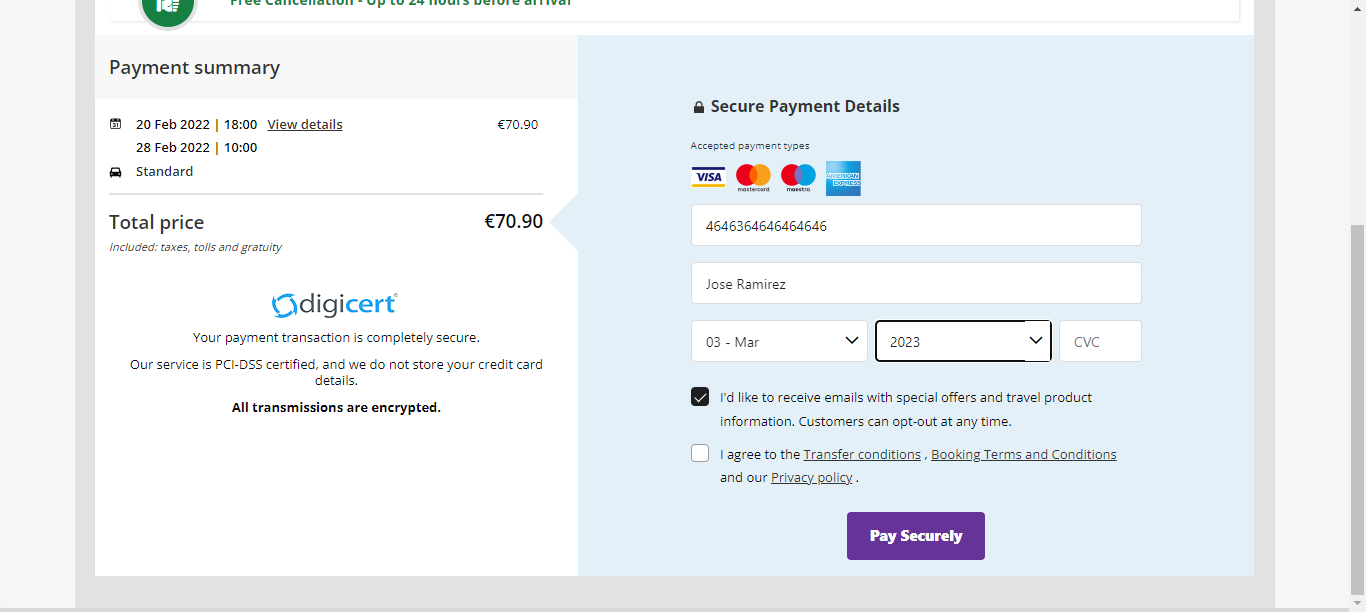 Free Cancellation - Up to 24 hours before arrival
Payment summary
20 Feb 2022 | 18:00 View details €70.90
28 Feb 2022 | 10:00
Standard
Total price €70.90
Included: taxes, tolls and gratuity
digicert®
Your payment transaction is completely secure.
Our service is PCI-DSS certified, and we do not store your credit card
details.
All transmissions are encrypted.
Secure Payment Details
Accepted payment types
VISA mastercard maestro AMERICAN EXPRESS
4646364646464646
Jose Ramirez
03 - Mar 2023 CVC
I'd like to receive emails with special offers and travel product
information. Customers can opt-out at any time.
I agree to the Transfer conditions , Booking Terms and Conditions
and our Privacy policy .
Pay Securely